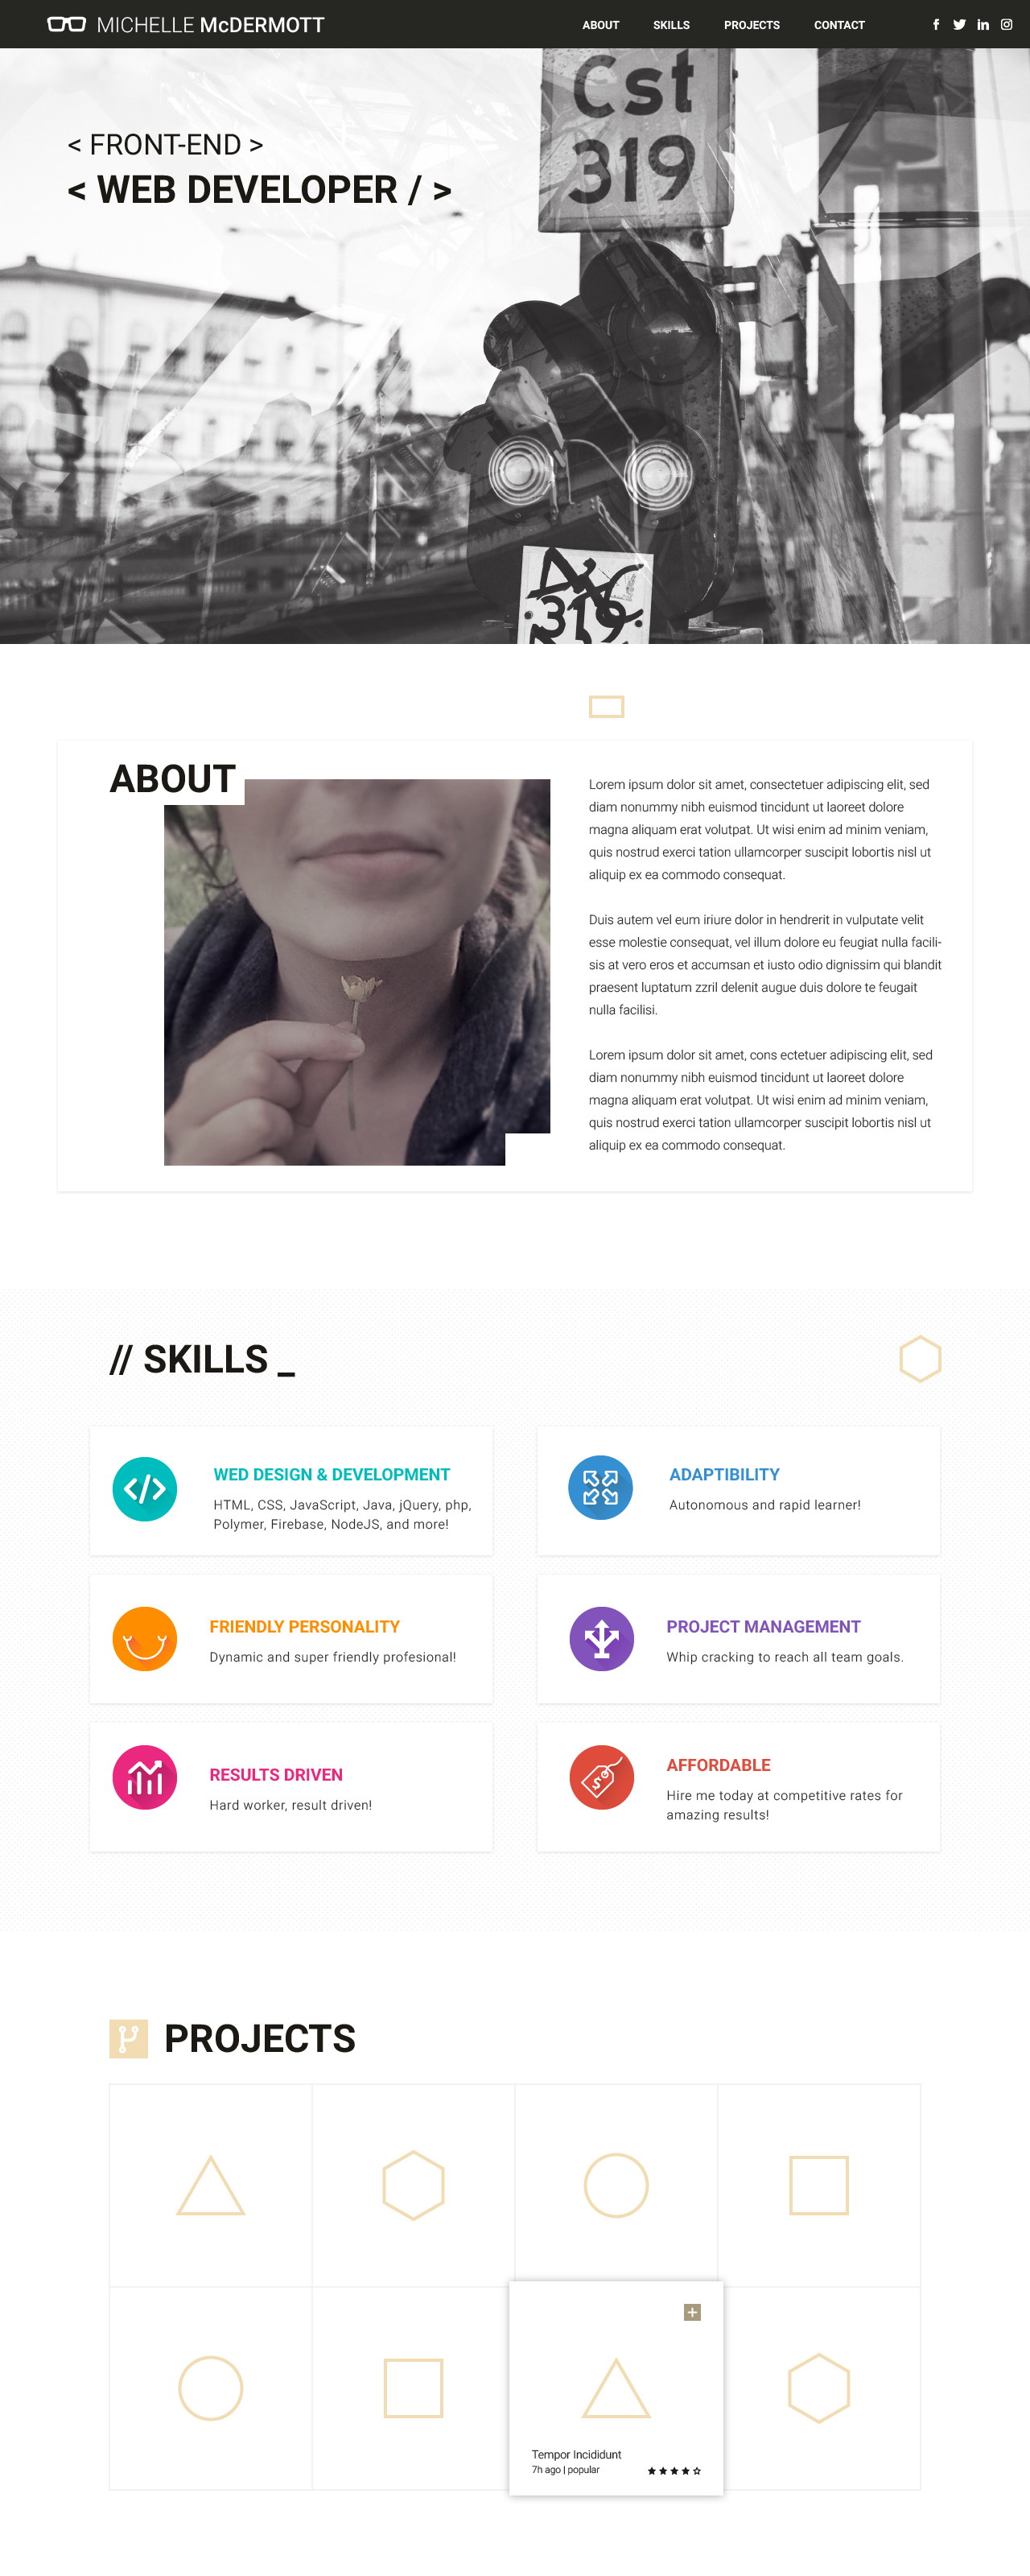 MICHELLE McDERMOTT
ABOUT SKILLS PROJECTS CONTACT
Cst
319
< FRONT-END >
< WEB DEVELOPER / >
319
ABOUT
Lorem ipsum dolor sit amet, consectetuer adipiscing elit, sed
diam nonummy nibh euismod tincidunt ut laoreet dolore
magna aliquam erat volutpat. Ut wisi enim ad minim veniam,
quis nostrud exerci tation ullamcorper suscipit lobortis nisl ut
aliquip ex ea commodo consequat.
Duis autem vel eum iriure dolor in hendrerit in vulputate velit
esse molestie consequat, vel illum dolore eu feugiat nulla facili-
sis at vero eros et accumsan et iusto odio dignissim qui blandit
praesent luptatum zzril delenit augue duis dolore te feugait
nulla facilisi.
Lorem ipsum dolor sit amet, cons ectetuer adipiscing elit, sed
diam nonummy nibh euismod tincidunt ut laoreet dolore
magna aliquam erat volutpat. Ut wisi enim ad minim veniam,
quis nostrud exerci tation ullamcorper suscipit lobortis nisl ut
aliquip ex ea commodo consequat.
// SKILLS _
WED DESIGN & DEVELOPMENT
HTML, CSS, JavaScript, Java, jQuery, php,
Polymer, Firebase, NodeJS, and more!
ADAPTIBILITY
Autonomous and rapid learner!
FRIENDLY PERSONALITY
Dynamic and super friendly profesional!
PROJECT MANAGEMENT
Whip cracking to reach all team goals.
RESULTS DRIVEN
Hard worker, result driven!
AFFORDABLE
Hire me today at competitive rates for
amazing results!
PROJECTS
Tempor Incididunt
7h ago | popular